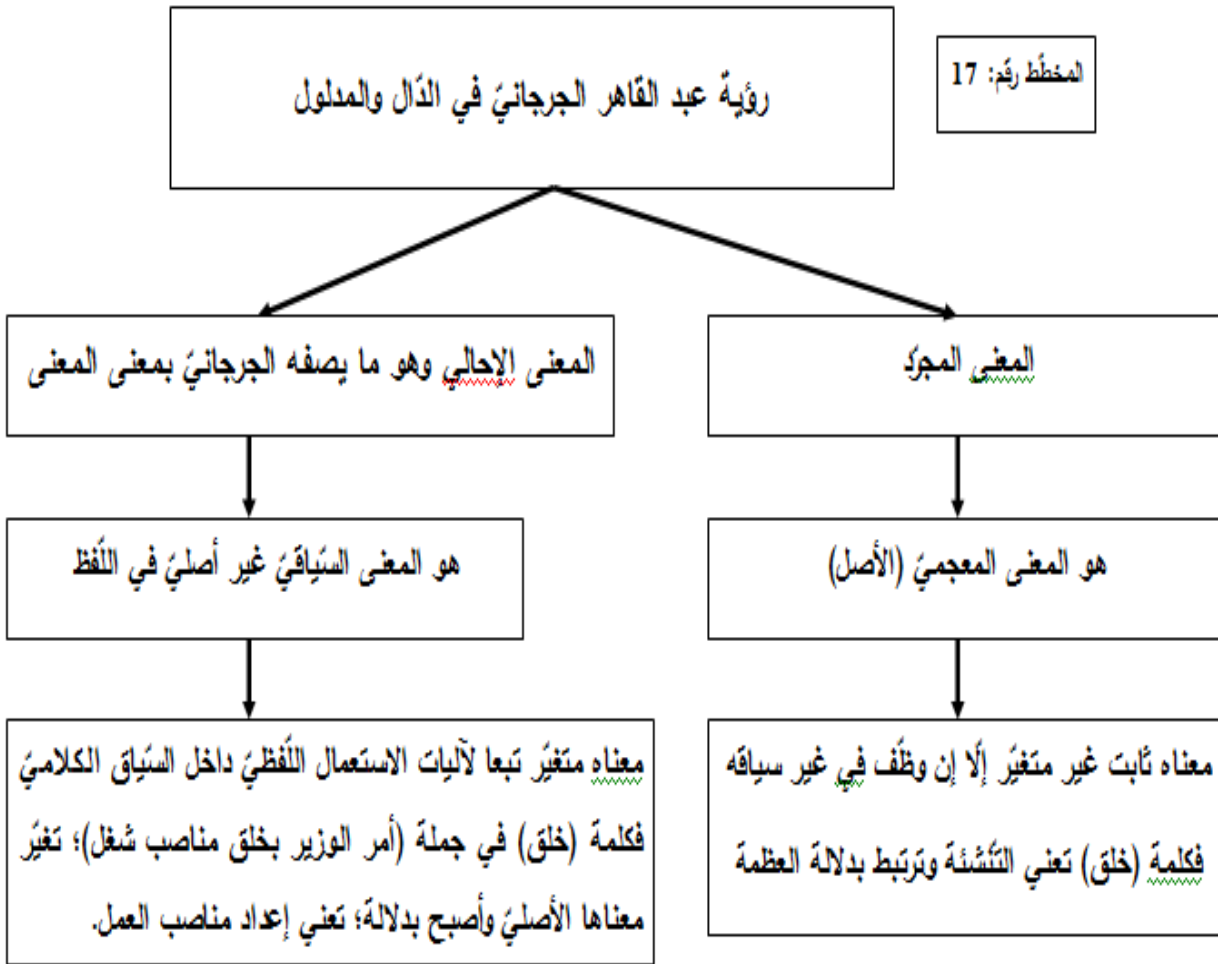 المخطّط رقم: 17
رؤية عبد القاهر الجرجانيّ في الدّال والمدلول
المعنى المجرّد
المعنى الإحالي وهو ما يصفه الجرجانيّ بمعنى المعنى
هو المعنى المعجميّ (الأصل)
هو المعنى السّياقيّ غير أصليّ في اللّفظ
معناه ثابت غير متغيّر إلّا إن وظّف في غير سياقه
فكلمة (خلق) تعني التّنشئة وترتبط بدلالة العظمة
معناه متغيّر تبعا لآليات الاستعمال اللّفظيّ داخل السّياق الكلاميّ
فكلمة (خلق) في جملة (أمر الوزير بخلق مناصب شغل)؛ تغيّر
معناها الأصليّ وأصبح بدلالة؛ تعني إعداد مناصب العمل.